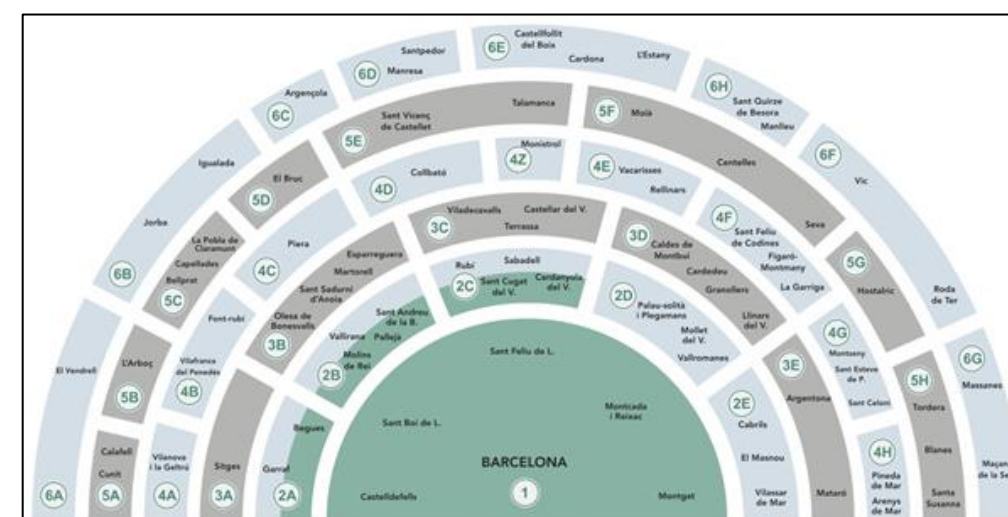 6E
Castellfollit
del Boix
Cardona
L'Estany
Santpedor
6D
Manresa
Argençola
6C
6H
Sant Quirze
de Besora
Manlleu
Igualada
Jorba
6B
6F
Vic
Roda
de Ter
El Vendrell
6A
6G
Massanes
Talamanca
Sant Vicenç
de Castellet
5E
5F
Moià
Centelles
Seva
El Bruc
5D
La Pobla de
Claramunt
Capellades
Bellprat
5C
5G
Hostalric
L'Arboç
5B
Calafell
Cunit
5A
5H
Tordera
Blanes
Santa
Susanna
Monistrol
4Z
Collbató
4D
4E
Vacarisses
Rellinars
4F
Sant Feliu
de Codines
Figaró-
Montmany
La Garriga
Piera
4C
Font-rubí
Vilafranca
del Penedès
4B
Vilanova
i la Geltrú
4A
4G
Montseny
Sant Esteve
de P.
Sant Celoni
4H
Pineda
de Mar
Arenys
de Mar
Viladecavalls
Castellar del V.
3C
Terrassa
3D
Caldes de
Montbui
Cardedeu
Granollers
Llinars
del V.
Esparreguera
Martorell
Sant Sadurní
d'Anoia
Olesa de
Bonesvalls
3B
Sitges
3A
3E
Argentona
Mataró
Rubí
Sabadell
2C
Sant Cugat
del V.
Cerdanyola
del V.
2D
Palau-solità
i Plegamans
Mollet
del V.
Vallromanes
Sant Andreu
de la B.
Vallirana
Pallejà
Molins
de Rei
2B
Begues
Garraf
2A
2E
Cabrils
El Masnou
Vilassar
de Mar
Sant Feliu de L.
Montcada
i Reixac
Sant Boi de L.
BARCELONA
Castelldefels
1
Montgat